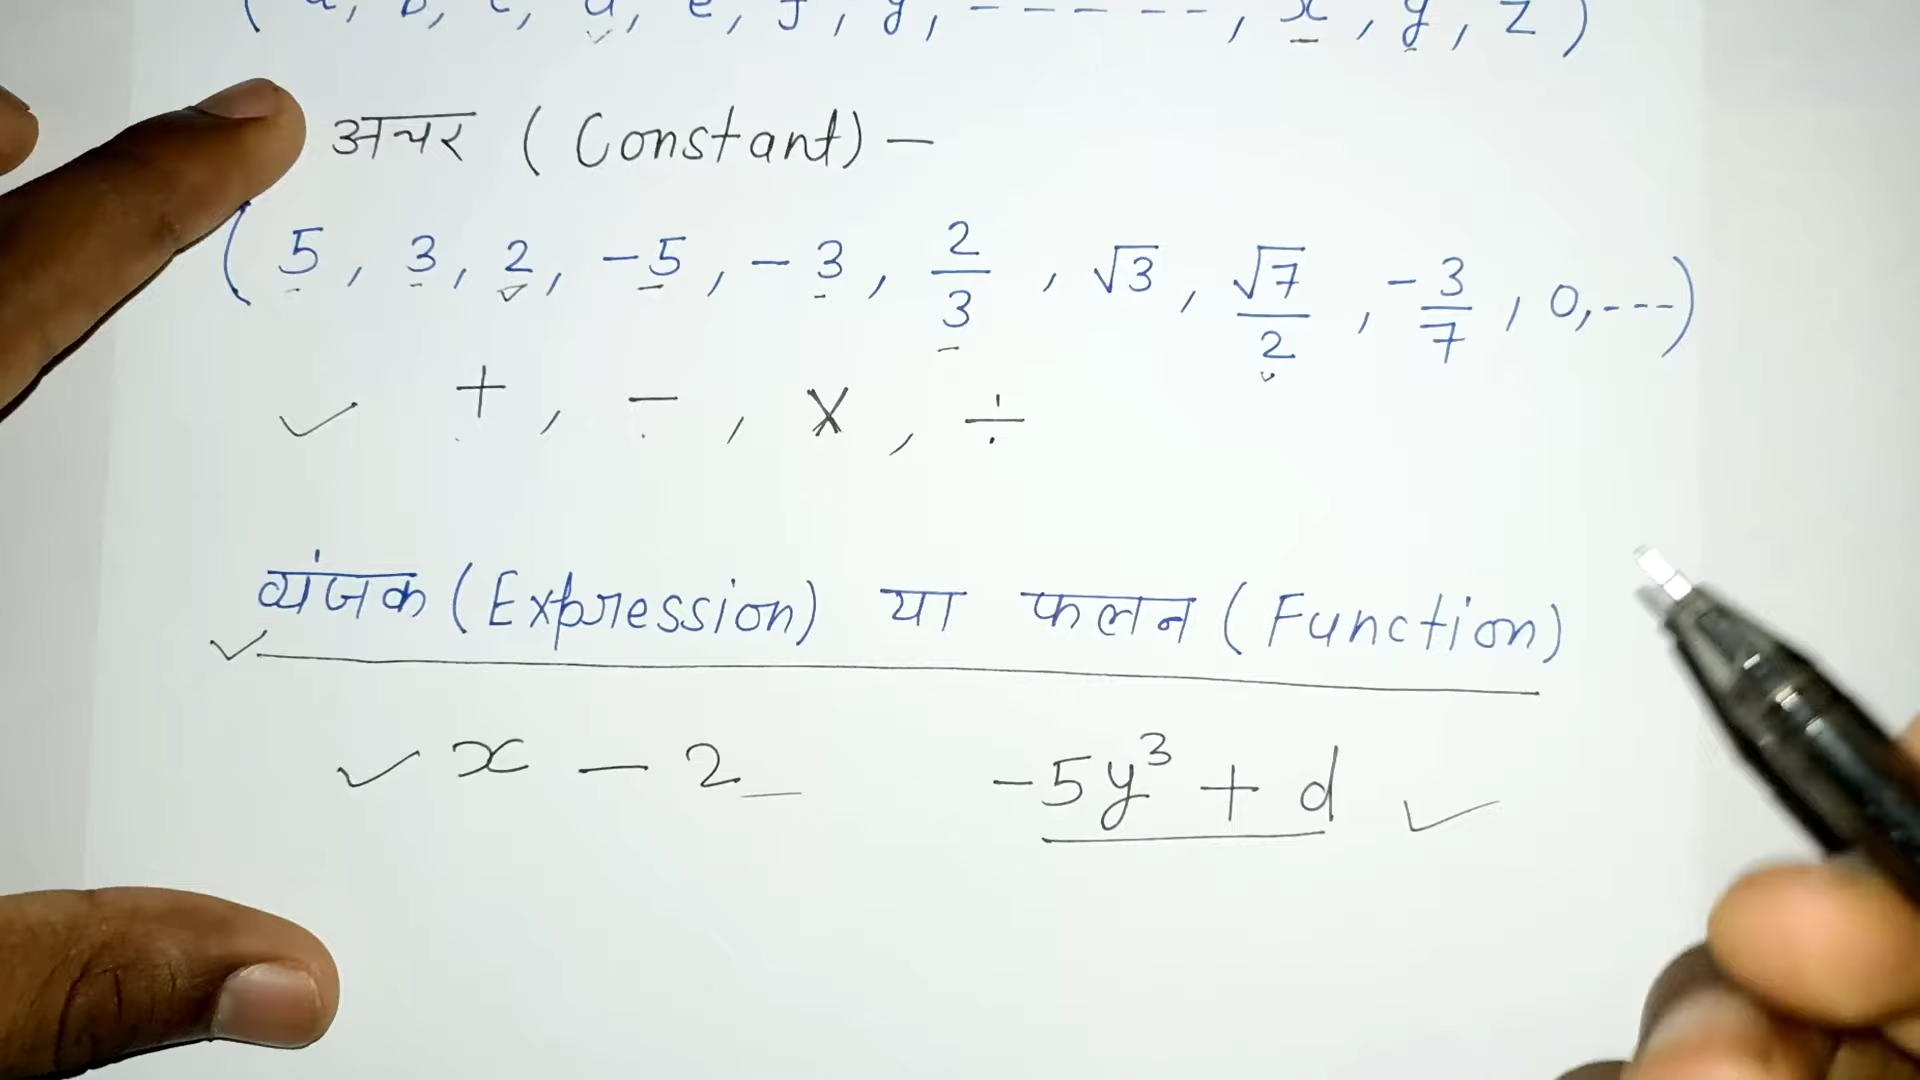 (a, b, c, d, e, f, g, ------, x, y, z)
अचर (Constant) –
(5, 3, 2, -5, -3, 2/3, √3, √7/2, -3/7, 0, ---)
✓ +, −, ×, ÷
व्यंजक (Expression) या फलन (Function)
✓ x − 2 -5y³ + d ✓